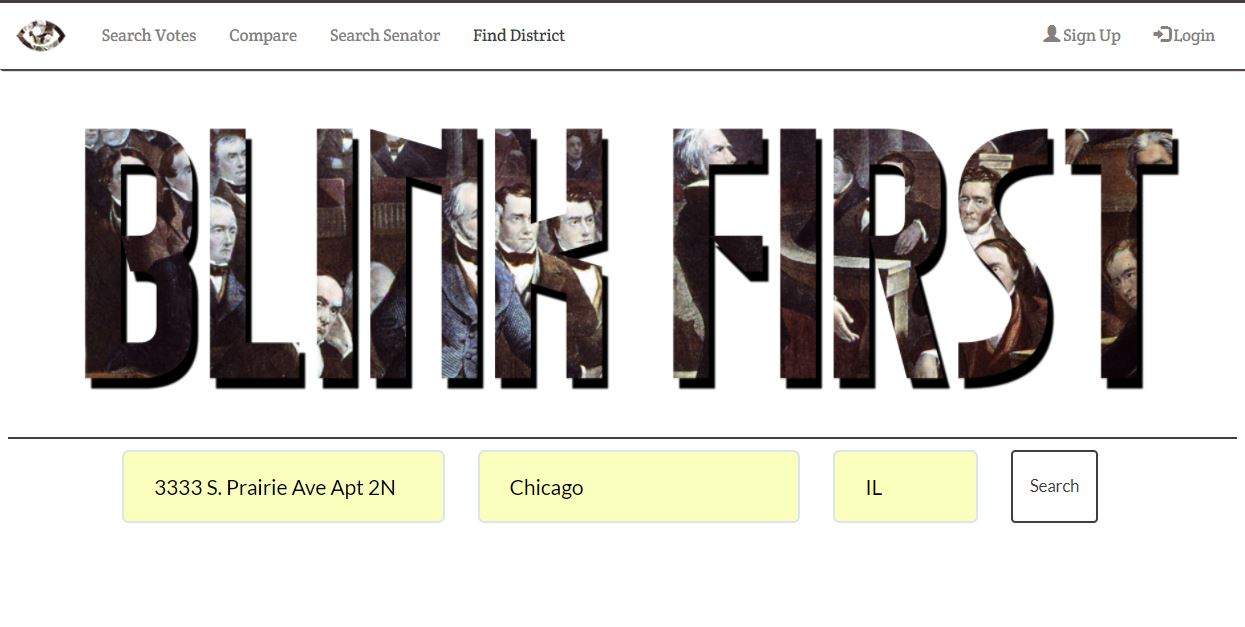 Search Votes Compare Search Senator Find District Sign Up Login
BLINK FIRST
3333 S. Prairie Ave Apt 2N Chicago IL Search